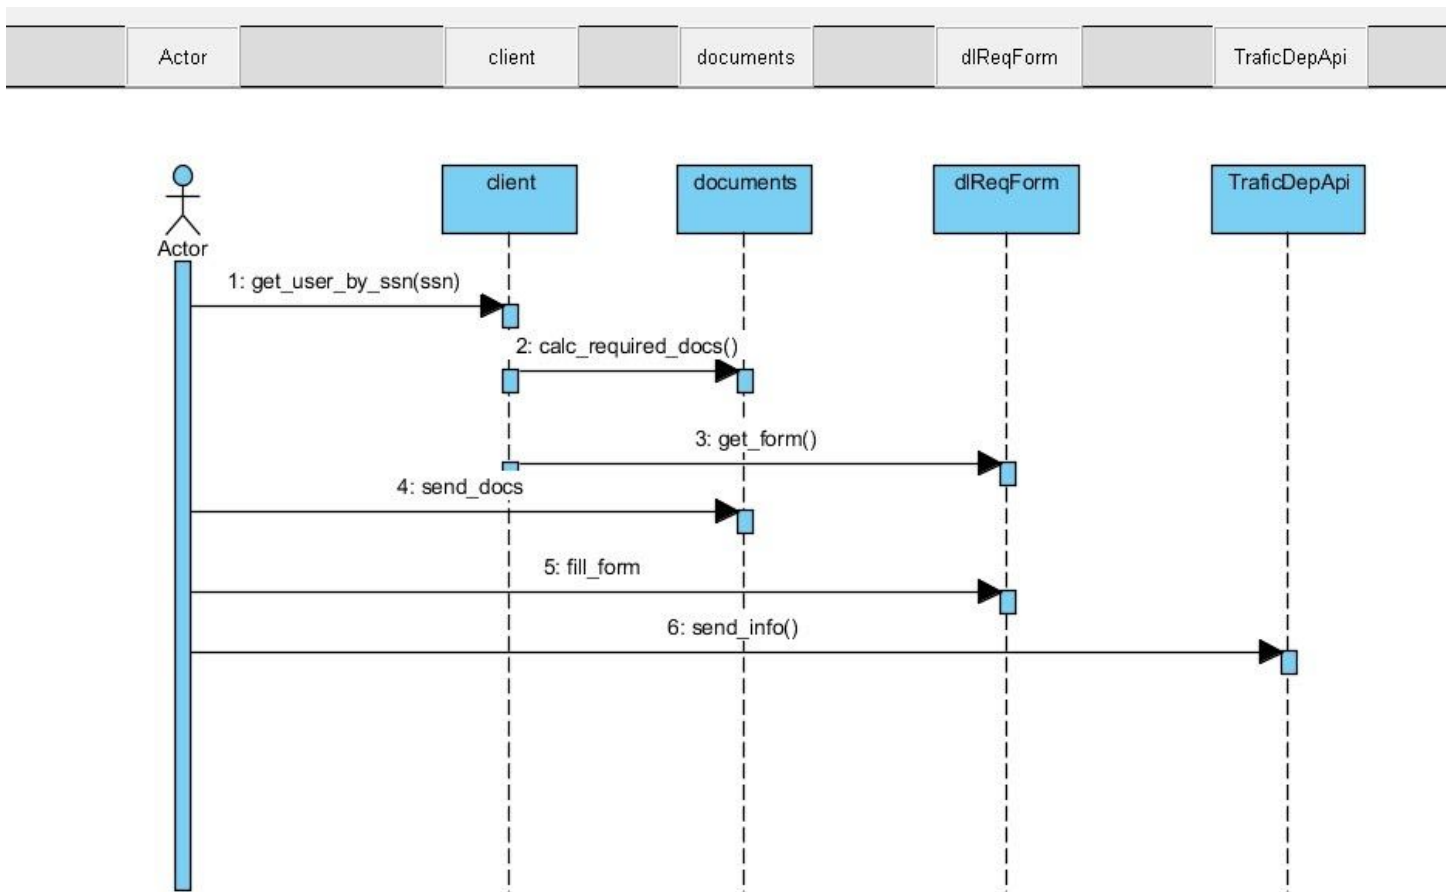 Actor client documents dlReqForm TraficDepApi
client documents dlReqForm TraficDepApi
Actor
1: get_user_by_ssn(ssn)
2: calc_required_docs()
3: get_form()
4: send_docs
5: fill_form
6: send_info()